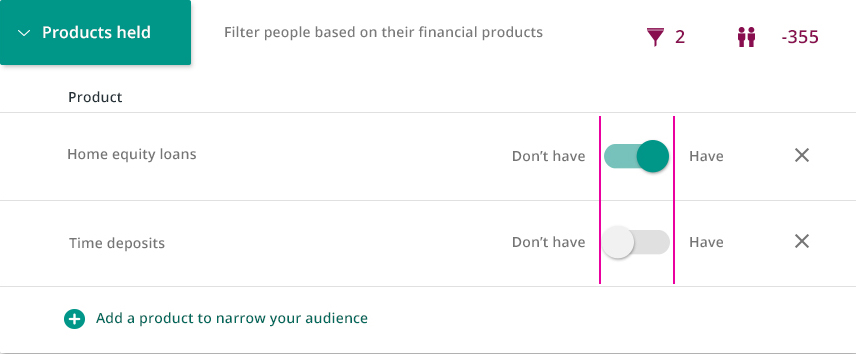 Products held
Filter people based on their financial products
2
-355
Product
Home equity loans
Don’t have
Have
Time deposits
Don’t have
Have
Add a product to narrow your audience